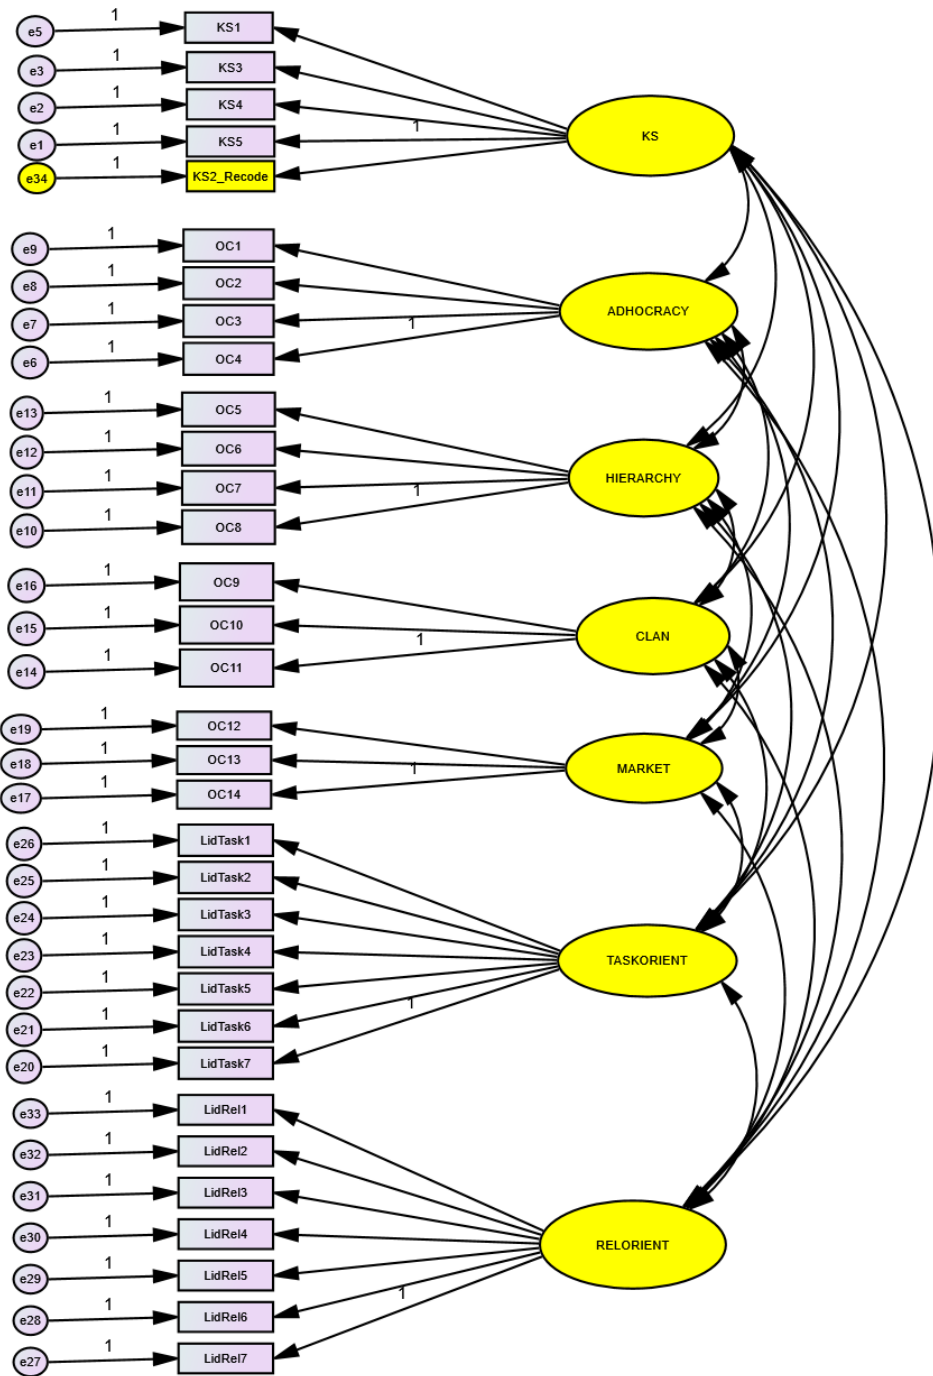 e5 1 KS1
e3 1 KS3
e2 1 KS4
e1 1 KS5 1
e34 1 KS2_Recode
KS
e9 1 OC1
e8 1 OC2
e7 1 OC3
e6 1 OC4 1
ADHOCRACY
e13 1 OC5
e12 1 OC6
e11 1 OC7
e10 1 OC8 1
HIERARCHY
e16 1 OC9
e15 1 OC10
e14 1 OC11 1
CLAN
e19 1 OC12
e18 1 OC13
e17 1 OC14 1
MARKET
e26 1 LidTask1
e25 1 LidTask2
e24 1 LidTask3
e23 1 LidTask4
e22 1 LidTask5
e21 1 LidTask6 1
e20 1 LidTask7
TASKORIENT
e33 1 LidRel1
e32 1 LidRel2
e31 1 LidRel3
e30 1 LidRel4
e29 1 LidRel5
e28 1 LidRel6 1
e27 1 LidRel7
RELORIENT